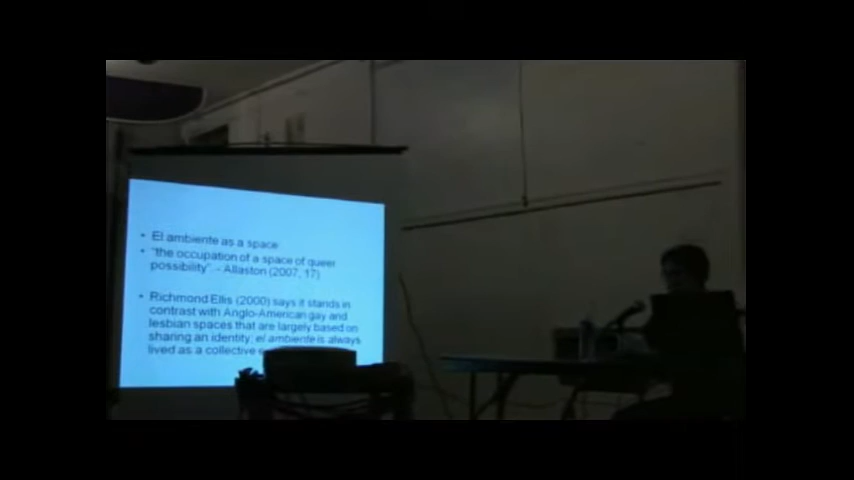 • El ambiente as a space
• "the occupation of a space of queer
possibility". - Allaston (2007, 17)
• Richmond Ellis (2000) says it stands in
contrast with Anglo-American gay and
lesbian spaces that are largely based on
sharing an identity; el ambiente is always
lived as a collective